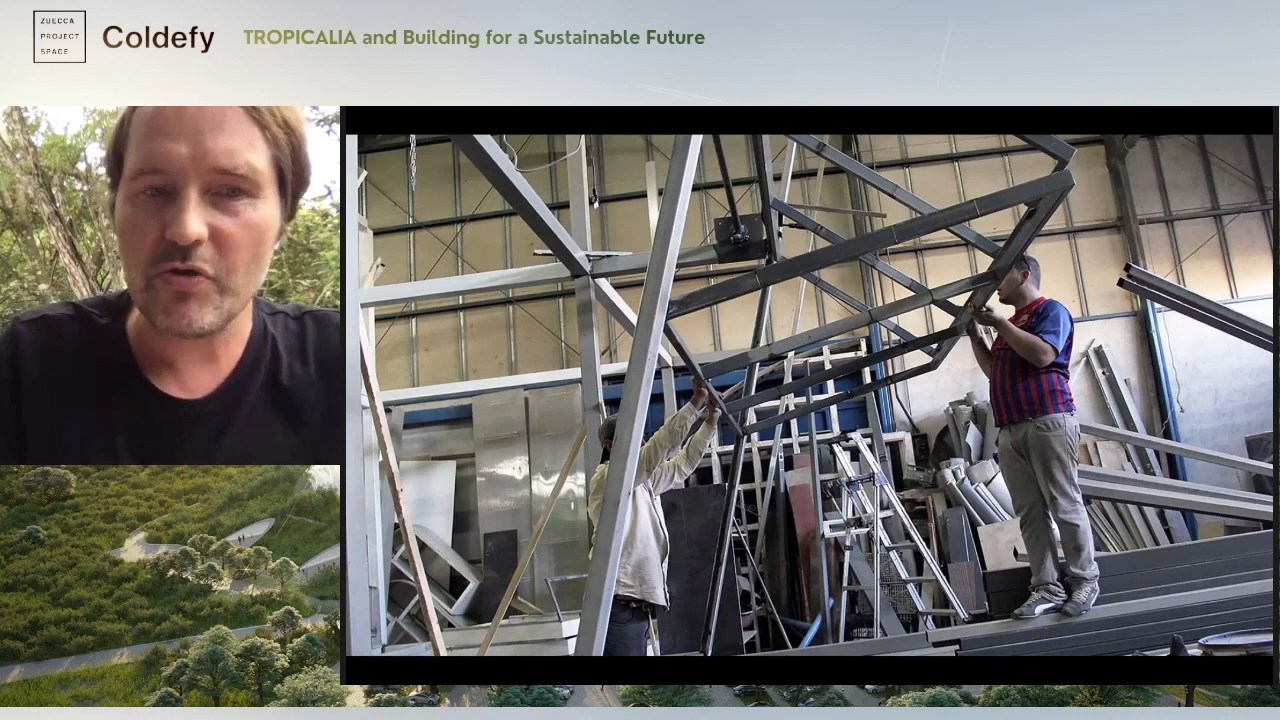 ZUECCA
PROJECT
SPACE
Coldefy
TROPICALIA and Building for a Sustainable Future